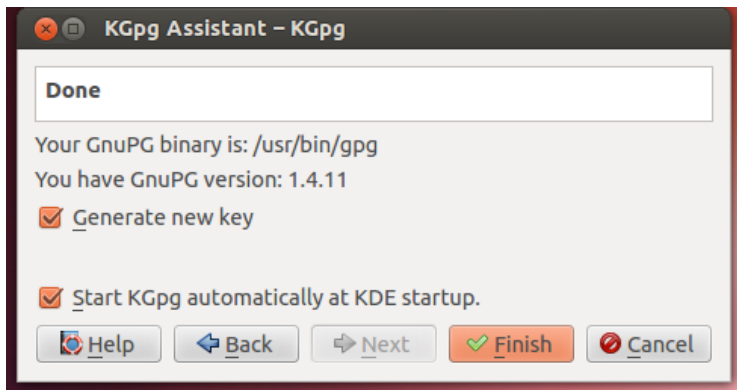 KGpg Assistant – KGpg
Done
Your GnuPG binary is: /usr/bin/gpg
You have GnuPG version: 1.4.11
Generate new key
Start KGpg automatically at KDE startup.
Help Back Next Finish Cancel